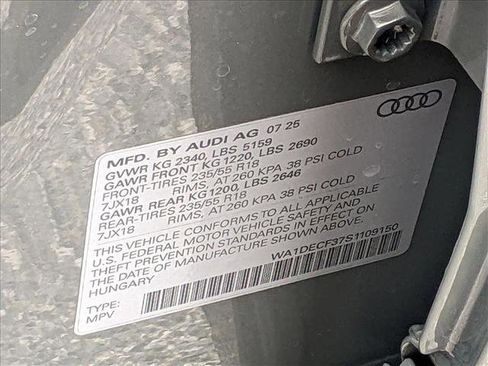 MFD. BY AUDI AG 07 25
GVWR KG 2340, LBS 5159
GAWR FRONT KG 1220, LBS 2690
FRONT-TIRES 235/55 R18
7JX18 RIMS, AT 260 KPA 38 PSI COLD
GAWR REAR KG1200, LBS 2646
REAR-TIRES 235/55 R18
7JX18 RIMS, AT 260 KPA 38 PSI COLD
THIS VEHICLE CONFORMS TO ALL APPLICABLE
U.S. FEDERAL MOTOR VEHICLE SAFETY AND
THEFT PREVENTION STANDARDS IN EFFECT ON
THE DATE OF MANUFACTURE SHOWN ABOVE.
HUNGARY
WA1DECF37S1109150
TYPE:
MPV